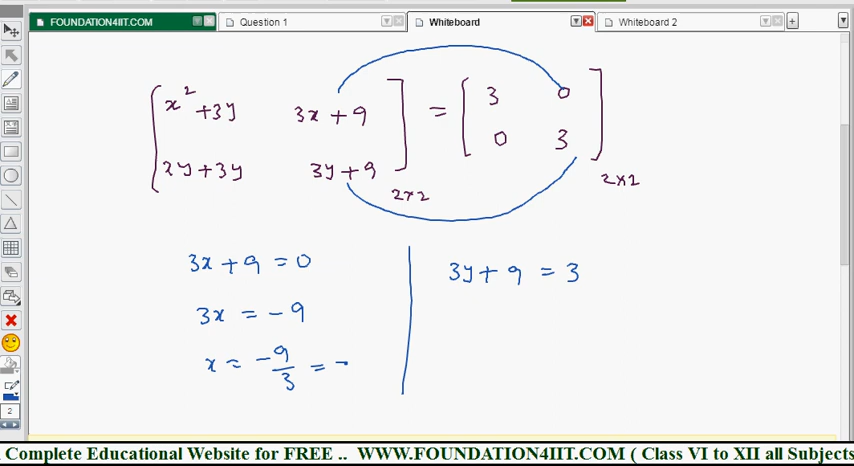 FOUNDATION4IIT.COM Question 1 Whiteboard Whiteboard 2
x² + 3y 3x + 9 = 3 0
xy + 3y 3y + 9 0 3
2×2 2×2
3x + 9 = 0 3y + 9 = 3
3x = -9
x = -9/3 = -
2
Complete Educational Website for FREE .. WWW.FOUNDATION4IIT.COM ( Class VI to XII all Subjects